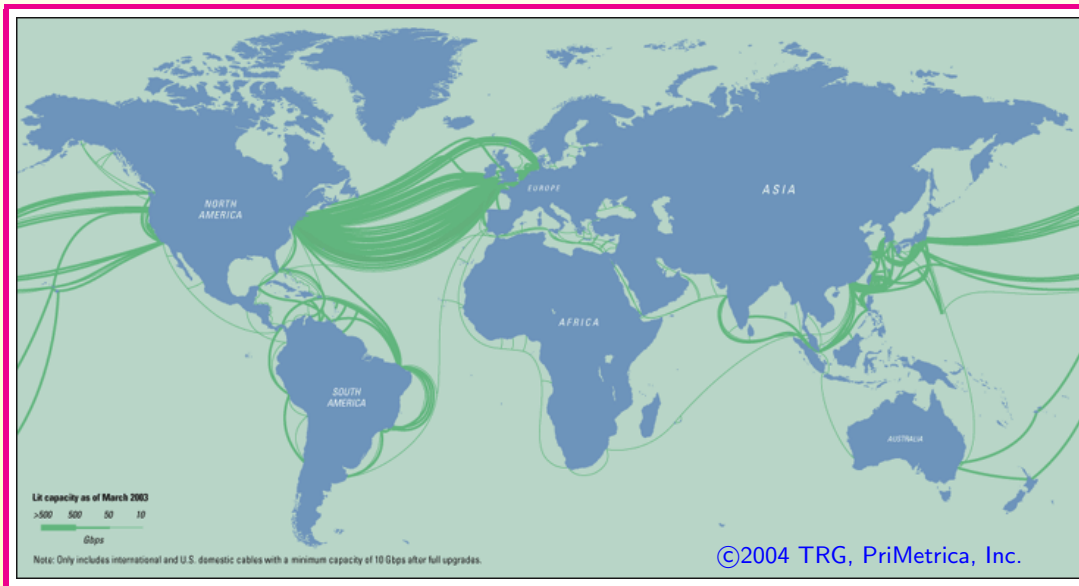 EUROPE
ASIA
NORTH
AMERICA
AFRICA
SOUTH
AMERICA
AUSTRALIA
Lit capacity as of March 2003
>500 500 50 10
Gbps
Note: Only includes international and U.S. domestic cables with a minimum capacity of 10 Gbps after full upgrades.
©2004 TRG, PriMetrica, Inc.